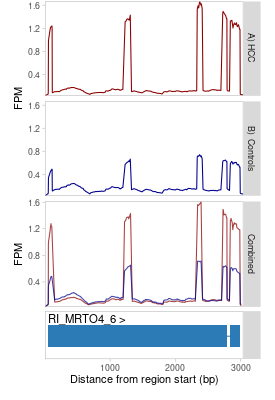 FPM
1.6
1.2
0.8
0.4
A) HCC
1.6
1.2
0.8
0.4
B) Controls
FPM
1.6
1.2
0.8
0.4
Combined
RI_MRTO4_6 >
1000
2000
3000
Distance from region start (bp)